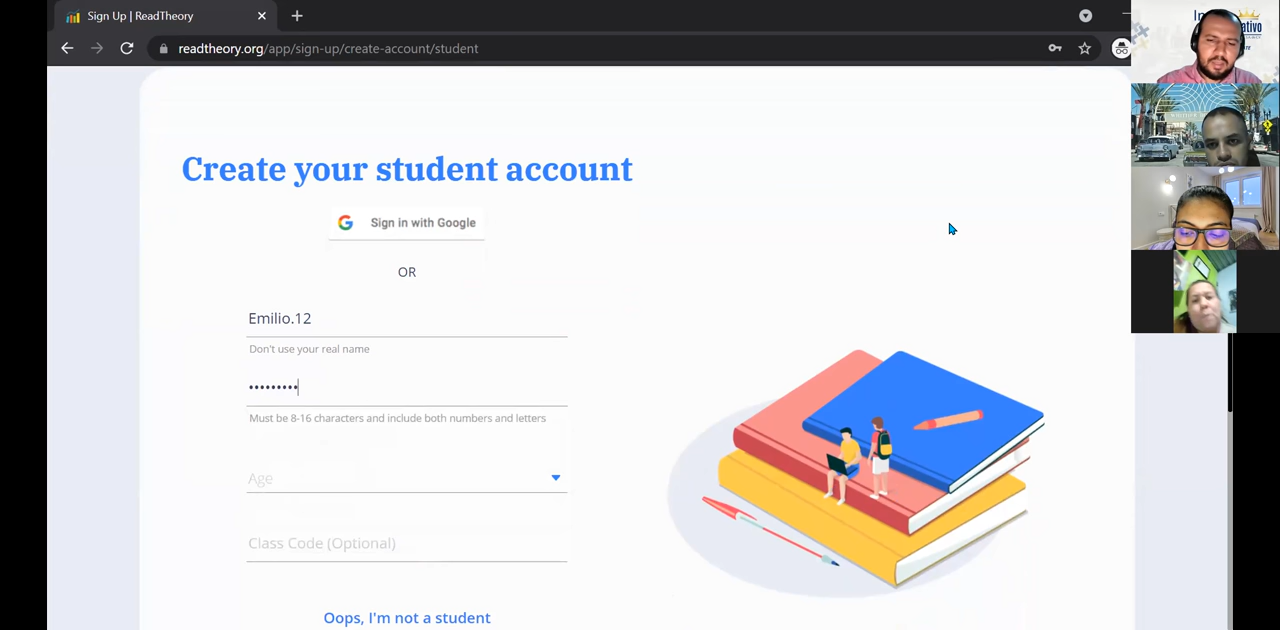 Sign Up | ReadTheory
readtheory.org/app/sign-up/create-account/student
Create your student account
Sign in with Google
OR
Emilio.12
Don't use your real name
•••••••••
Must be 8-16 characters and include both numbers and letters
Age
Class Code (Optional)
Oops, I'm not a student